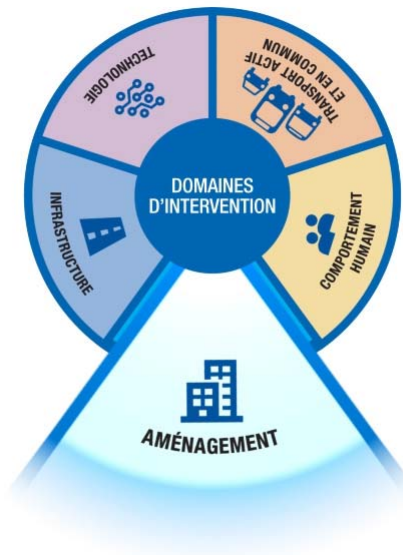 TECHNOLOGIE
TRANSPORT ACTIF
ET EN COMMUN
DOMAINES
D'INTERVENTION
INFRASTRUCTURE
COMPORTEMENT
HUMAIN
AMÉNAGEMENT